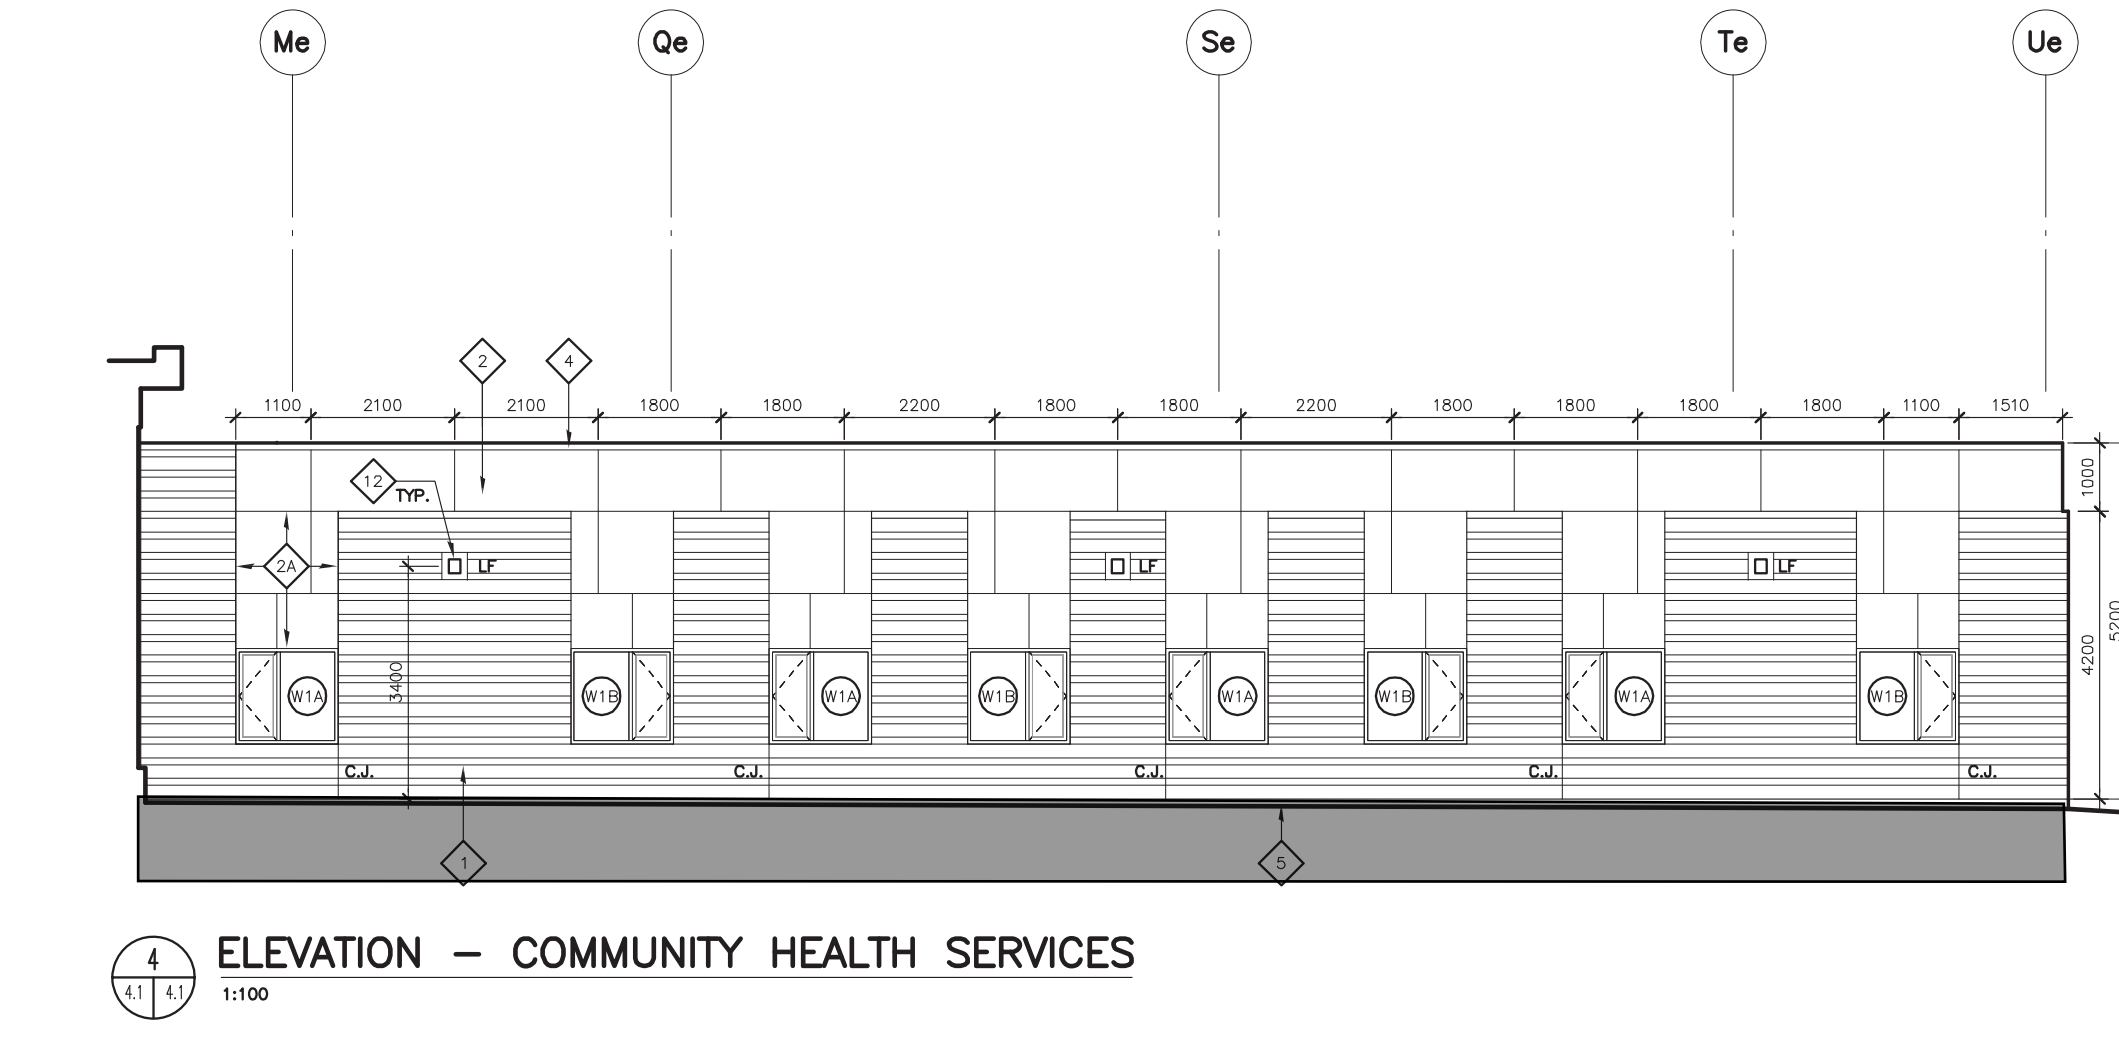 Me Qe Se Te Ue
2 4
1100 2100 2100 1800 1800 2200 1800 1800 2200 1800 1800 1800 1800 1100 1510
1000
12
TYP.
2A LF LF LF
5200
4200
3400
W1A W1B W1A W1B W1A W1B W1A W1B
C.J. C.J. C.J. C.J. C.J.
1 5
4
4.1 4.1
ELEVATION - COMMUNITY HEALTH SERVICES
1:100